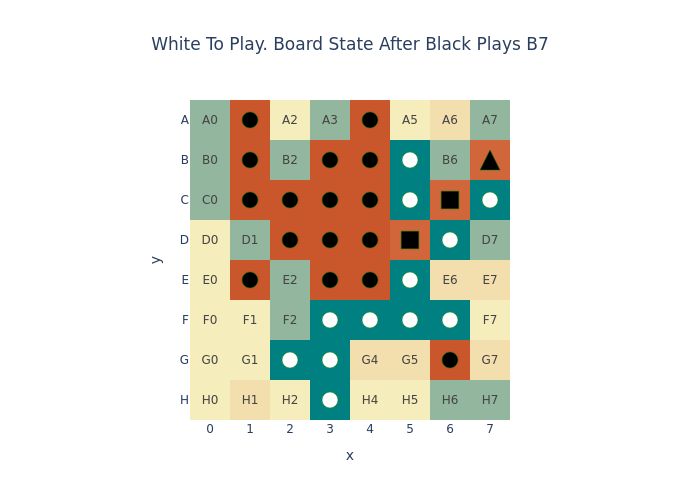 White To Play. Board State After Black Plays B7
A A0 A2 A3 A5 A6 A7
B B0 B2 B6
C C0
D D0 D1 D7
E E0 E2 E6 E7
F F0 F1 F2 F7
G G0 G1 G4 G5 G7
H H0 H1 H2 H4 H5 H6 H7
0 1 2 3 4 5 6 7
x
y